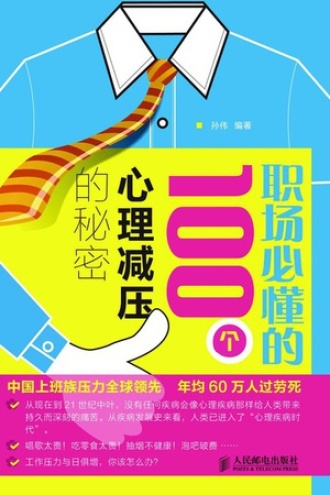 孙伟 编著
职场必懂的
100个
心理减压
的秘密
中国上班族压力全球领先 年均60万人过劳死
从现在到21世纪中叶，没有任何疾病会像心理疾病那样给人类带来
持久而深刻的痛苦。从疾病发展史来看，人类已进入了“心理疾病时
代”。
唱歌太贵！吃零食太贵！抽烟不健康！泡吧破费……
工作压力与日俱增，你该怎么办？
人民邮电出版社
POSTS & TELECOM PRESS